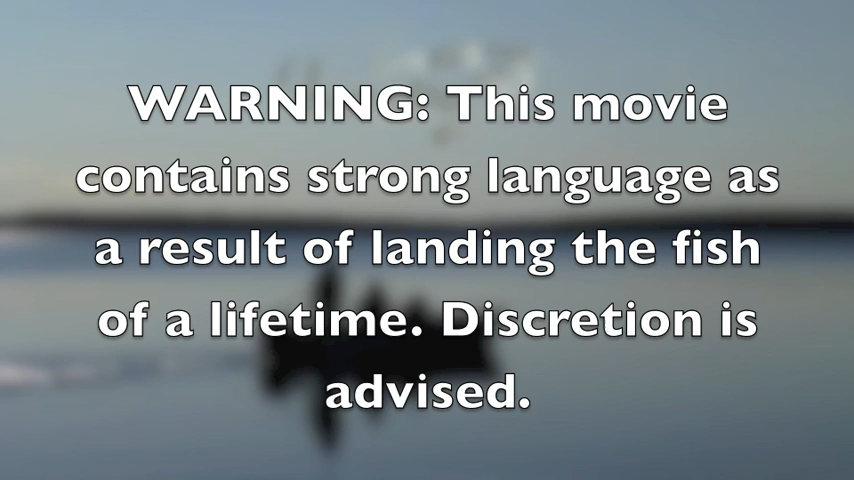 WARNING: This movie
contains strong language as
a result of landing the fish
of a lifetime. Discretion is
advised.